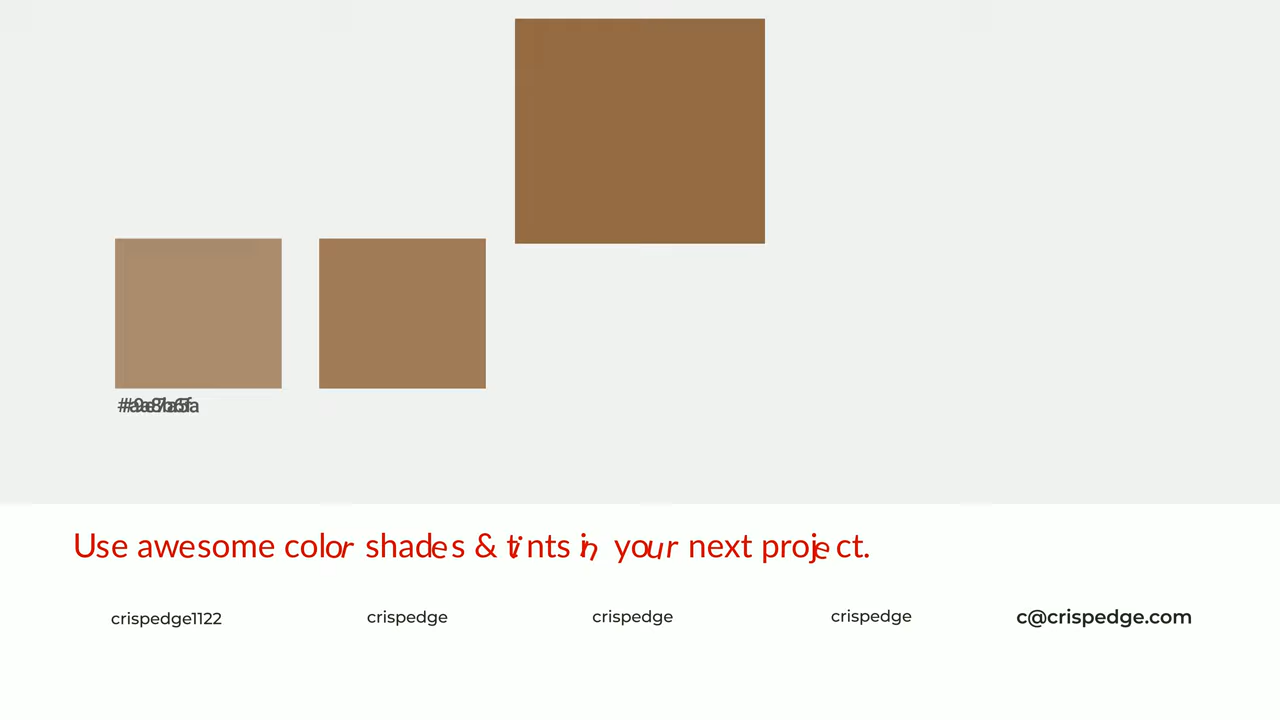 Use awesome color shades & tints in your next project.
crispedge1122 crispedge crispedge crispedge c@crispedge.com